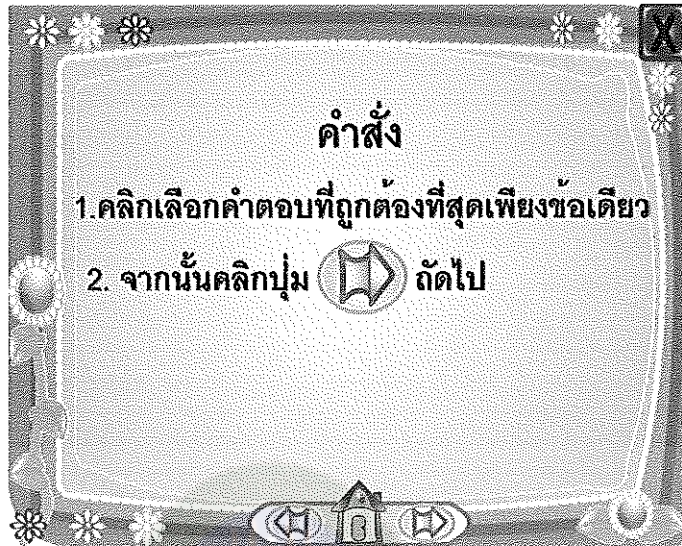 คำสั่ง
1.คลิกเลือกคำตอบที่ถูกต้องที่สุดเพียงข้อเดียว
2. จากนั้นคลิกปุ่ม ถัดไป
X